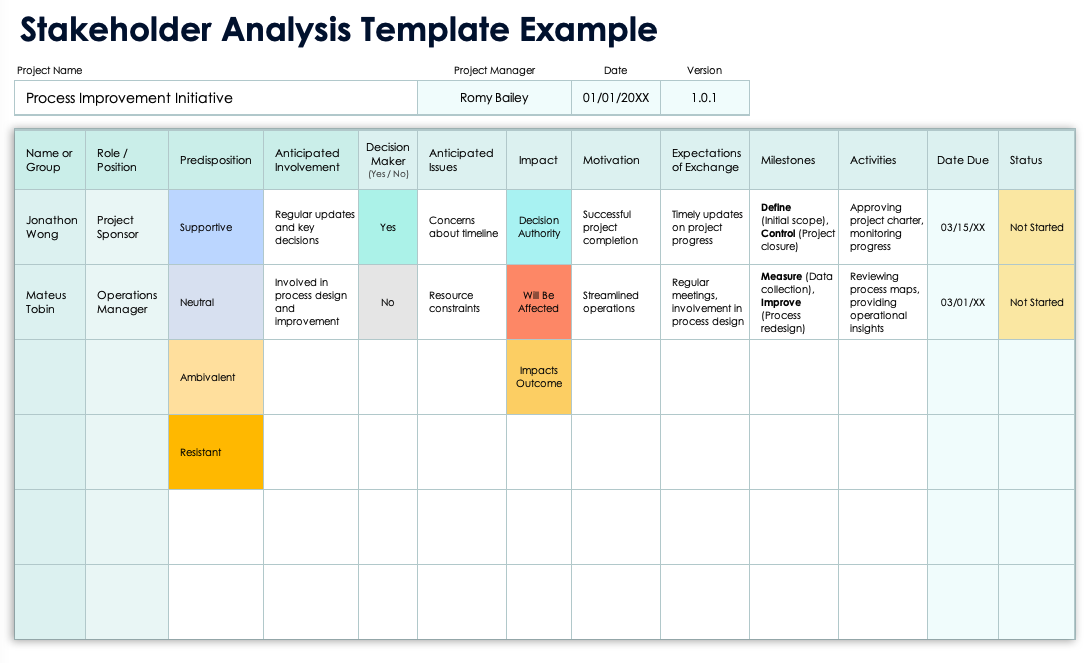 Stakeholder Analysis Template Example
Project Name
Project Manager
Date
Version
Process Improvement Initiative
Romy Bailey
01/01/20XX
1.0.1
Name or
Group
Role /
Position
Predisposition
Anticipated
Involvement
Decision
Maker
(Yes / No)
Anticipated
Issues
Impact
Motivation
Expectations
of Exchange
Milestones
Activities
Date Due
Status
Jonathon
Wong
Project
Sponsor
Supportive
Regular updates
and key
decisions
Yes
Concerns
about timeline
Decision
Authority
Successful
project
completion
Timely updates
on project
progress
Define
(Initial scope),
Control (Project
closure)
Approving
project charter,
monitoring
progress
03/15/XX
Not Started
Mateus
Tobin
Operations
Manager
Neutral
Involved in
process design
and
improvement
No
Resource
constraints
Will Be
Affected
Streamlined
operations
Regular
meetings,
involvement in
process design
Measure (Data
collection),
Improve
(Process
redesign)
Reviewing
process maps,
providing
operational
insights
03/01/XX
Not Started
Ambivalent
Impacts
Outcome
Resistant